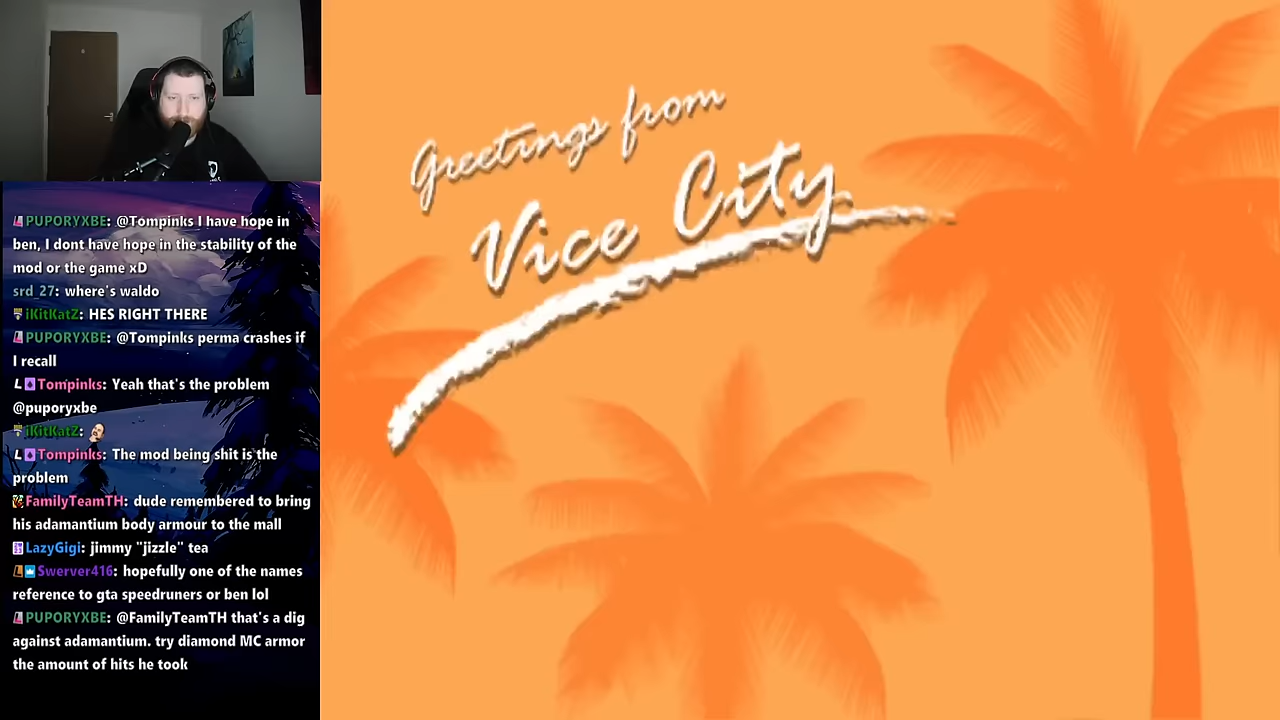 Greetings from
Vice City
PUPORYXBE: @Tompinks I have hope in
ben, I dont have hope in the stability of the
mod or the game xD
srd_27: where's waldo
iKitKatZ: HES RIGHT THERE
PUPORYXBE: @Tompinks perma crashes if
I recall
Tompinks: Yeah that's the problem
@puporyxbe
iKitKatZ:
Tompinks: The mod being shit is the
problem
FamilyTeamTH: dude remembered to bring
his adamantium body armour to the mall
LazyGigi: jimmy "jizzle" tea
Swerver416: hopefully one of the names
reference to gta speedruners or ben lol
PUPORYXBE: @FamilyTeamTH that's a dig
against adamantium. try diamond MC armor
the amount of hits he took